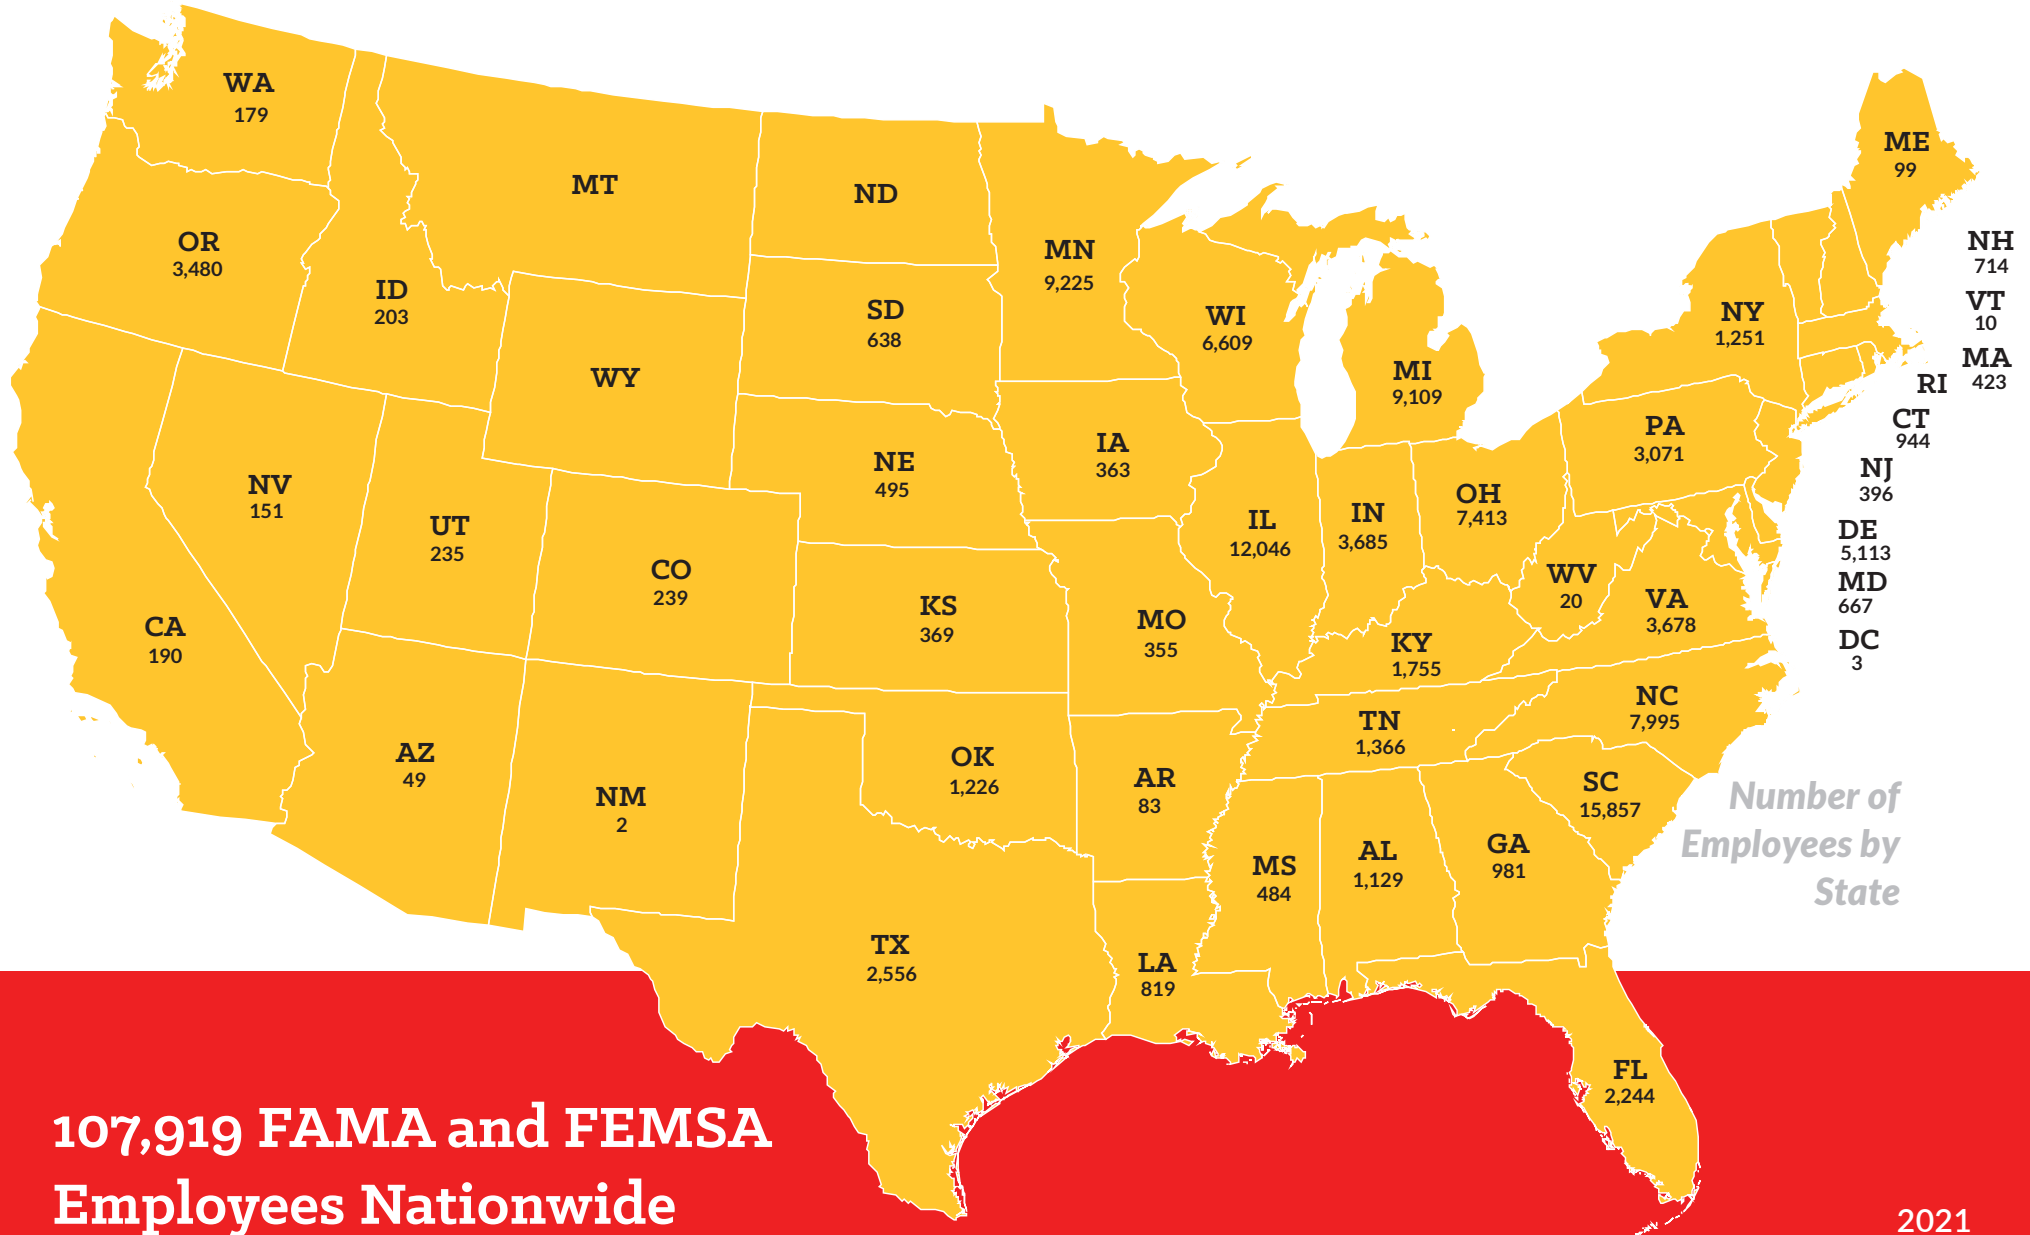 WA
179
MT
ND
ME
99
OR
3,480
ID
203
MN
9,225
NH
714
SD
638
WI
6,609
NY
1,251
VT
10
MA
423
RI
WY
MI
9,109
CT
944
PA
3,071
NJ
396
NV
151
UT
235
NE
495
IA
363
IL
12,046
IN
3,685
OH
7,413
DE
5,113
CO
239
KS
369
MO
355
WV
20
VA
3,678
MD
667
CA
190
KY
1,755
DC
3
NC
7,995
TN
1,366
AZ
49
NM
2
OK
1,226
AR
83
SC
15,857
Number of
Employees by
State
MS
484
AL
1,129
GA
981
TX
2,556
LA
819
FL
2,244
107,919 FAMA and FEMSA
Employees Nationwide
2021